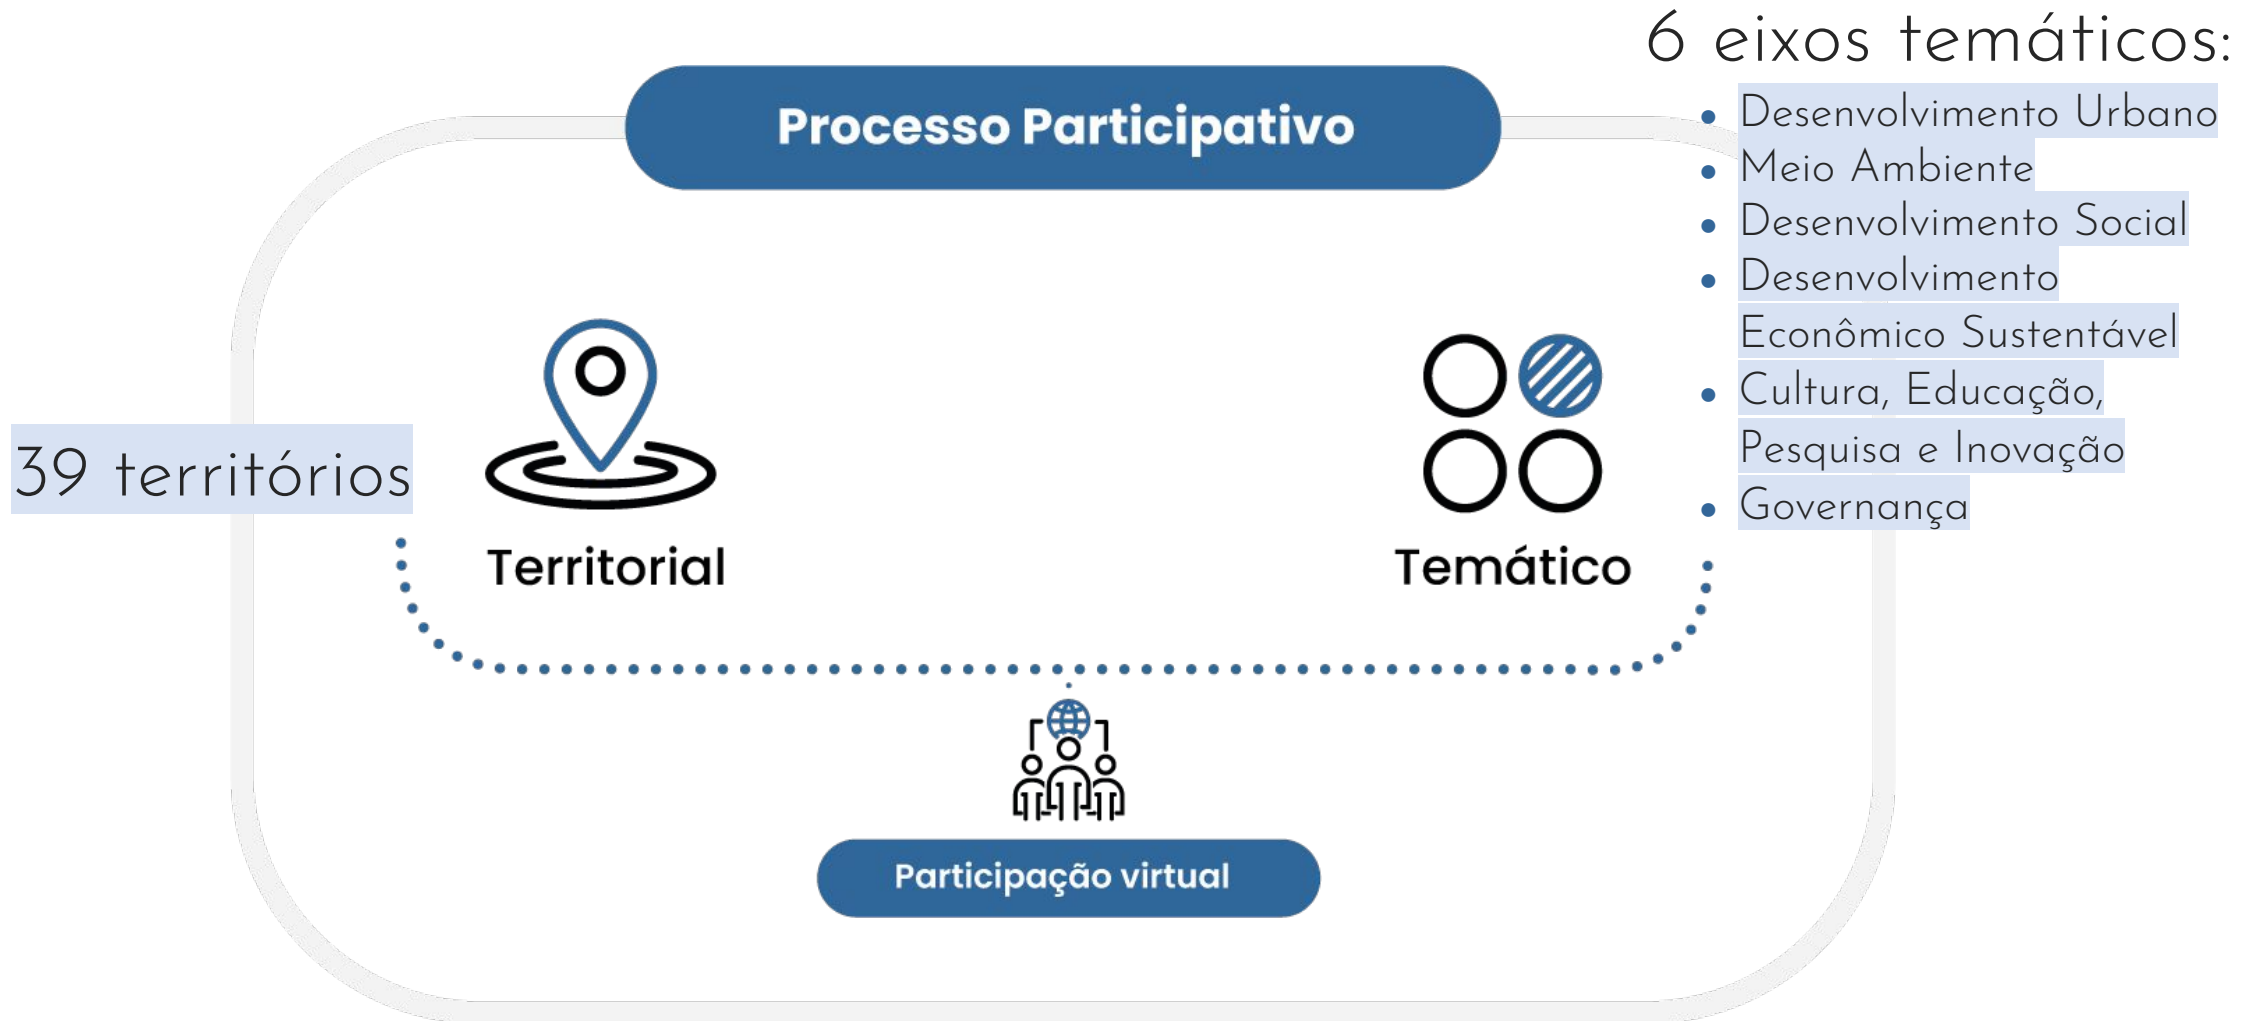 6 eixos temáticos:
Processo Participativo
• Desenvolvimento Urbano
• Meio Ambiente
• Desenvolvimento Social
• Desenvolvimento
Econômico Sustentável
• Cultura, Educação,
Pesquisa e Inovação
• Governança
39 territórios
Territorial
Temático
Participação virtual